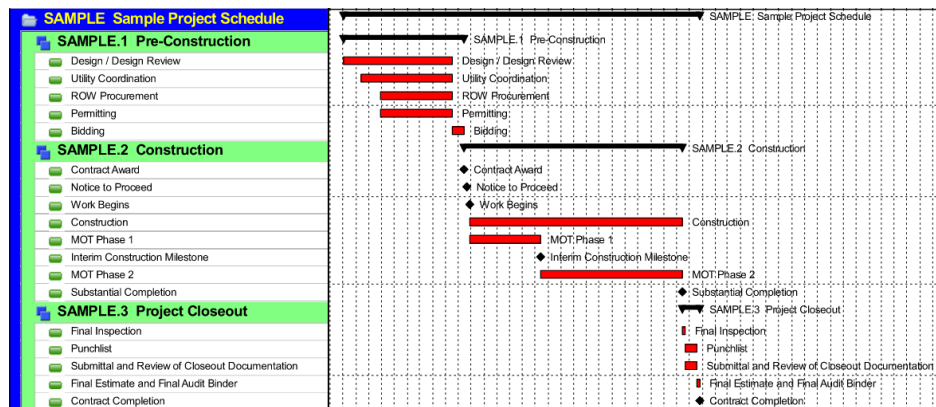 SAMPLE Sample Project Schedule SAMPLE Sample Project Schedule
SAMPLE.1 Pre-Construction SAMPLE.1 Pre-Construction
Design / Design Review Design / Design Review
Utility Coordination Utility Coordination
ROW Procurement ROW Procurement
Permitting Permitting
Bidding Bidding
SAMPLE.2 Construction SAMPLE.2 Construction
Contract Award Contract Award
Notice to Proceed Notice to Proceed
Work Begins Work Begins
Construction Construction
MOT Phase 1 MOT Phase 1
Interim Construction Milestone Interim Construction Milestone
MOT Phase 2 MOT Phase 2
Substantial Completion Substantial Completion
SAMPLE.3 Project Closeout SAMPLE.3 Project Closeout
Final Inspection Final Inspection
Punchlist Punchlist
Submittal and Review of Closeout Documentation Submittal and Review of Closeout Documentation
Final Estimate and Final Audit Binder Final Estimate and Final Audit Binder
Contract Completion Contract Completion